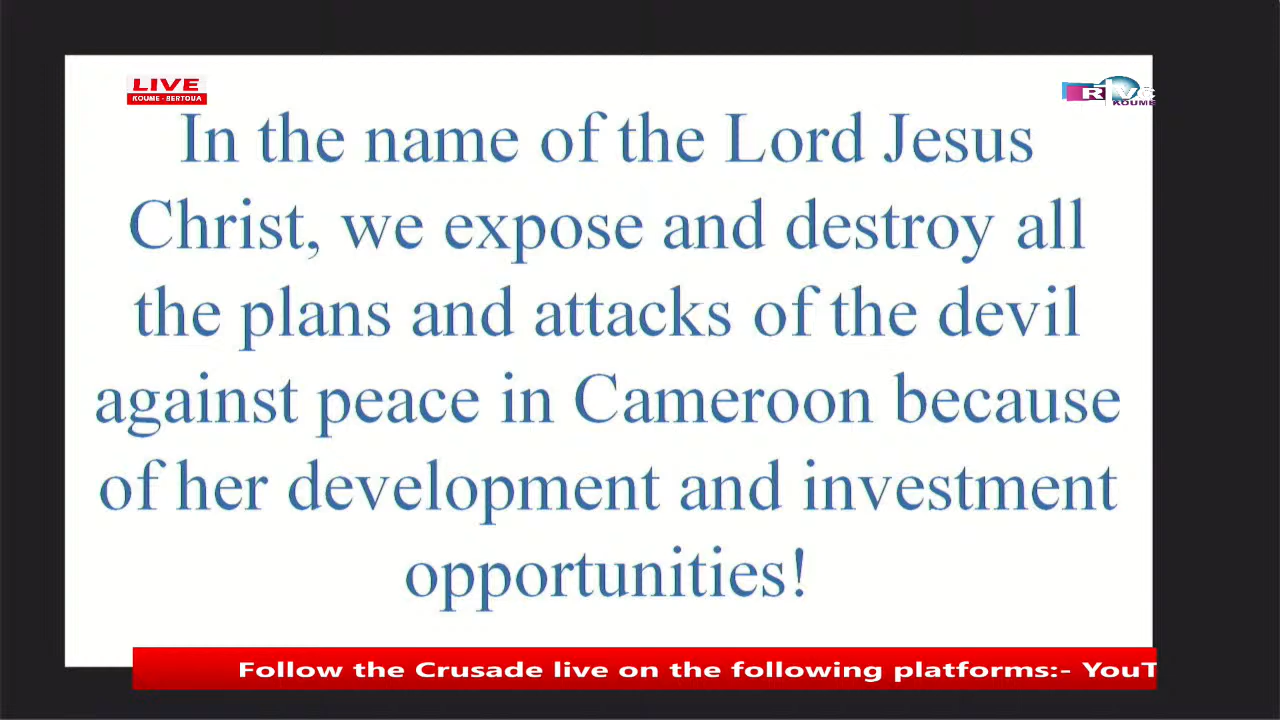 LIVE
KOUME - BERTOUA
KOUME
In the name of the Lord Jesus
Christ, we expose and destroy all
the plans and attacks of the devil
against peace in Cameroon because
of her development and investment
opportunities!
Follow the Crusade live on the following platforms:- YouT